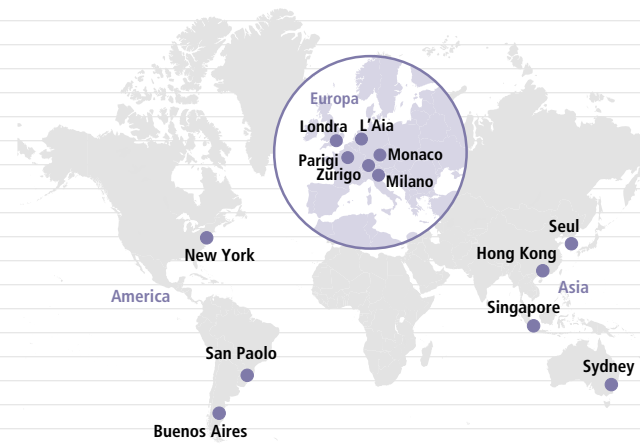 Europa
Londra
L'Aia
Parigi
Monaco
Zurigo
Milano
Seul
New York
Hong Kong
America
Asia
Singapore
San Paolo
Sydney
Buenos Aires